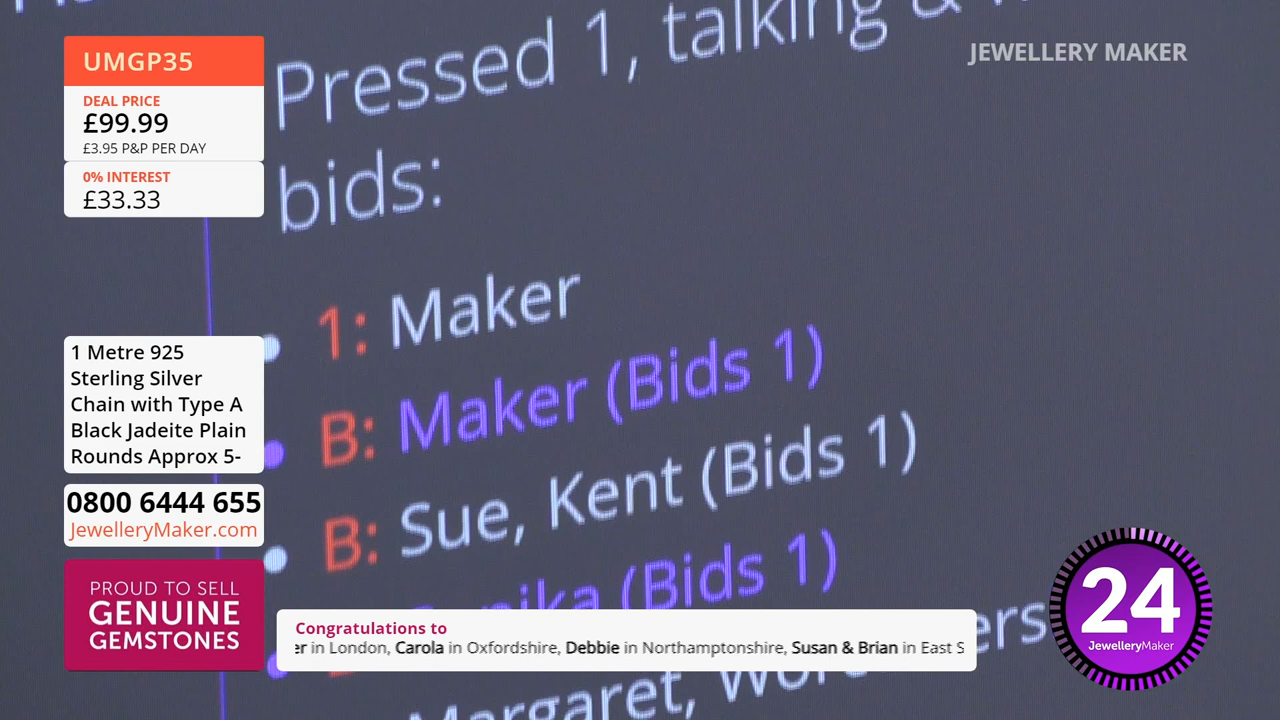 UMGP35
DEAL PRICE
£99.99
£3.95 P&P PER DAY
0% INTEREST
£33.33
1 Metre 925
Sterling Silver
Chain with Type A
Black Jadeite Plain
Rounds Approx 5-
0800 6444 655
JewelleryMaker.com
PROUD TO SELL
GENUINE
GEMSTONES
JEWELLERY MAKER
Pressed 1, talking &
bids:
1: Maker
B: Maker (Bids 1)
B: Sue, Kent (Bids 1)
(Bids 1)
Margaret,
Congratulations to
er in London, Carola in Oxfordshire, Debbie in Northamptonshire, Susan & Brian in East S
24
JewelleryMaker